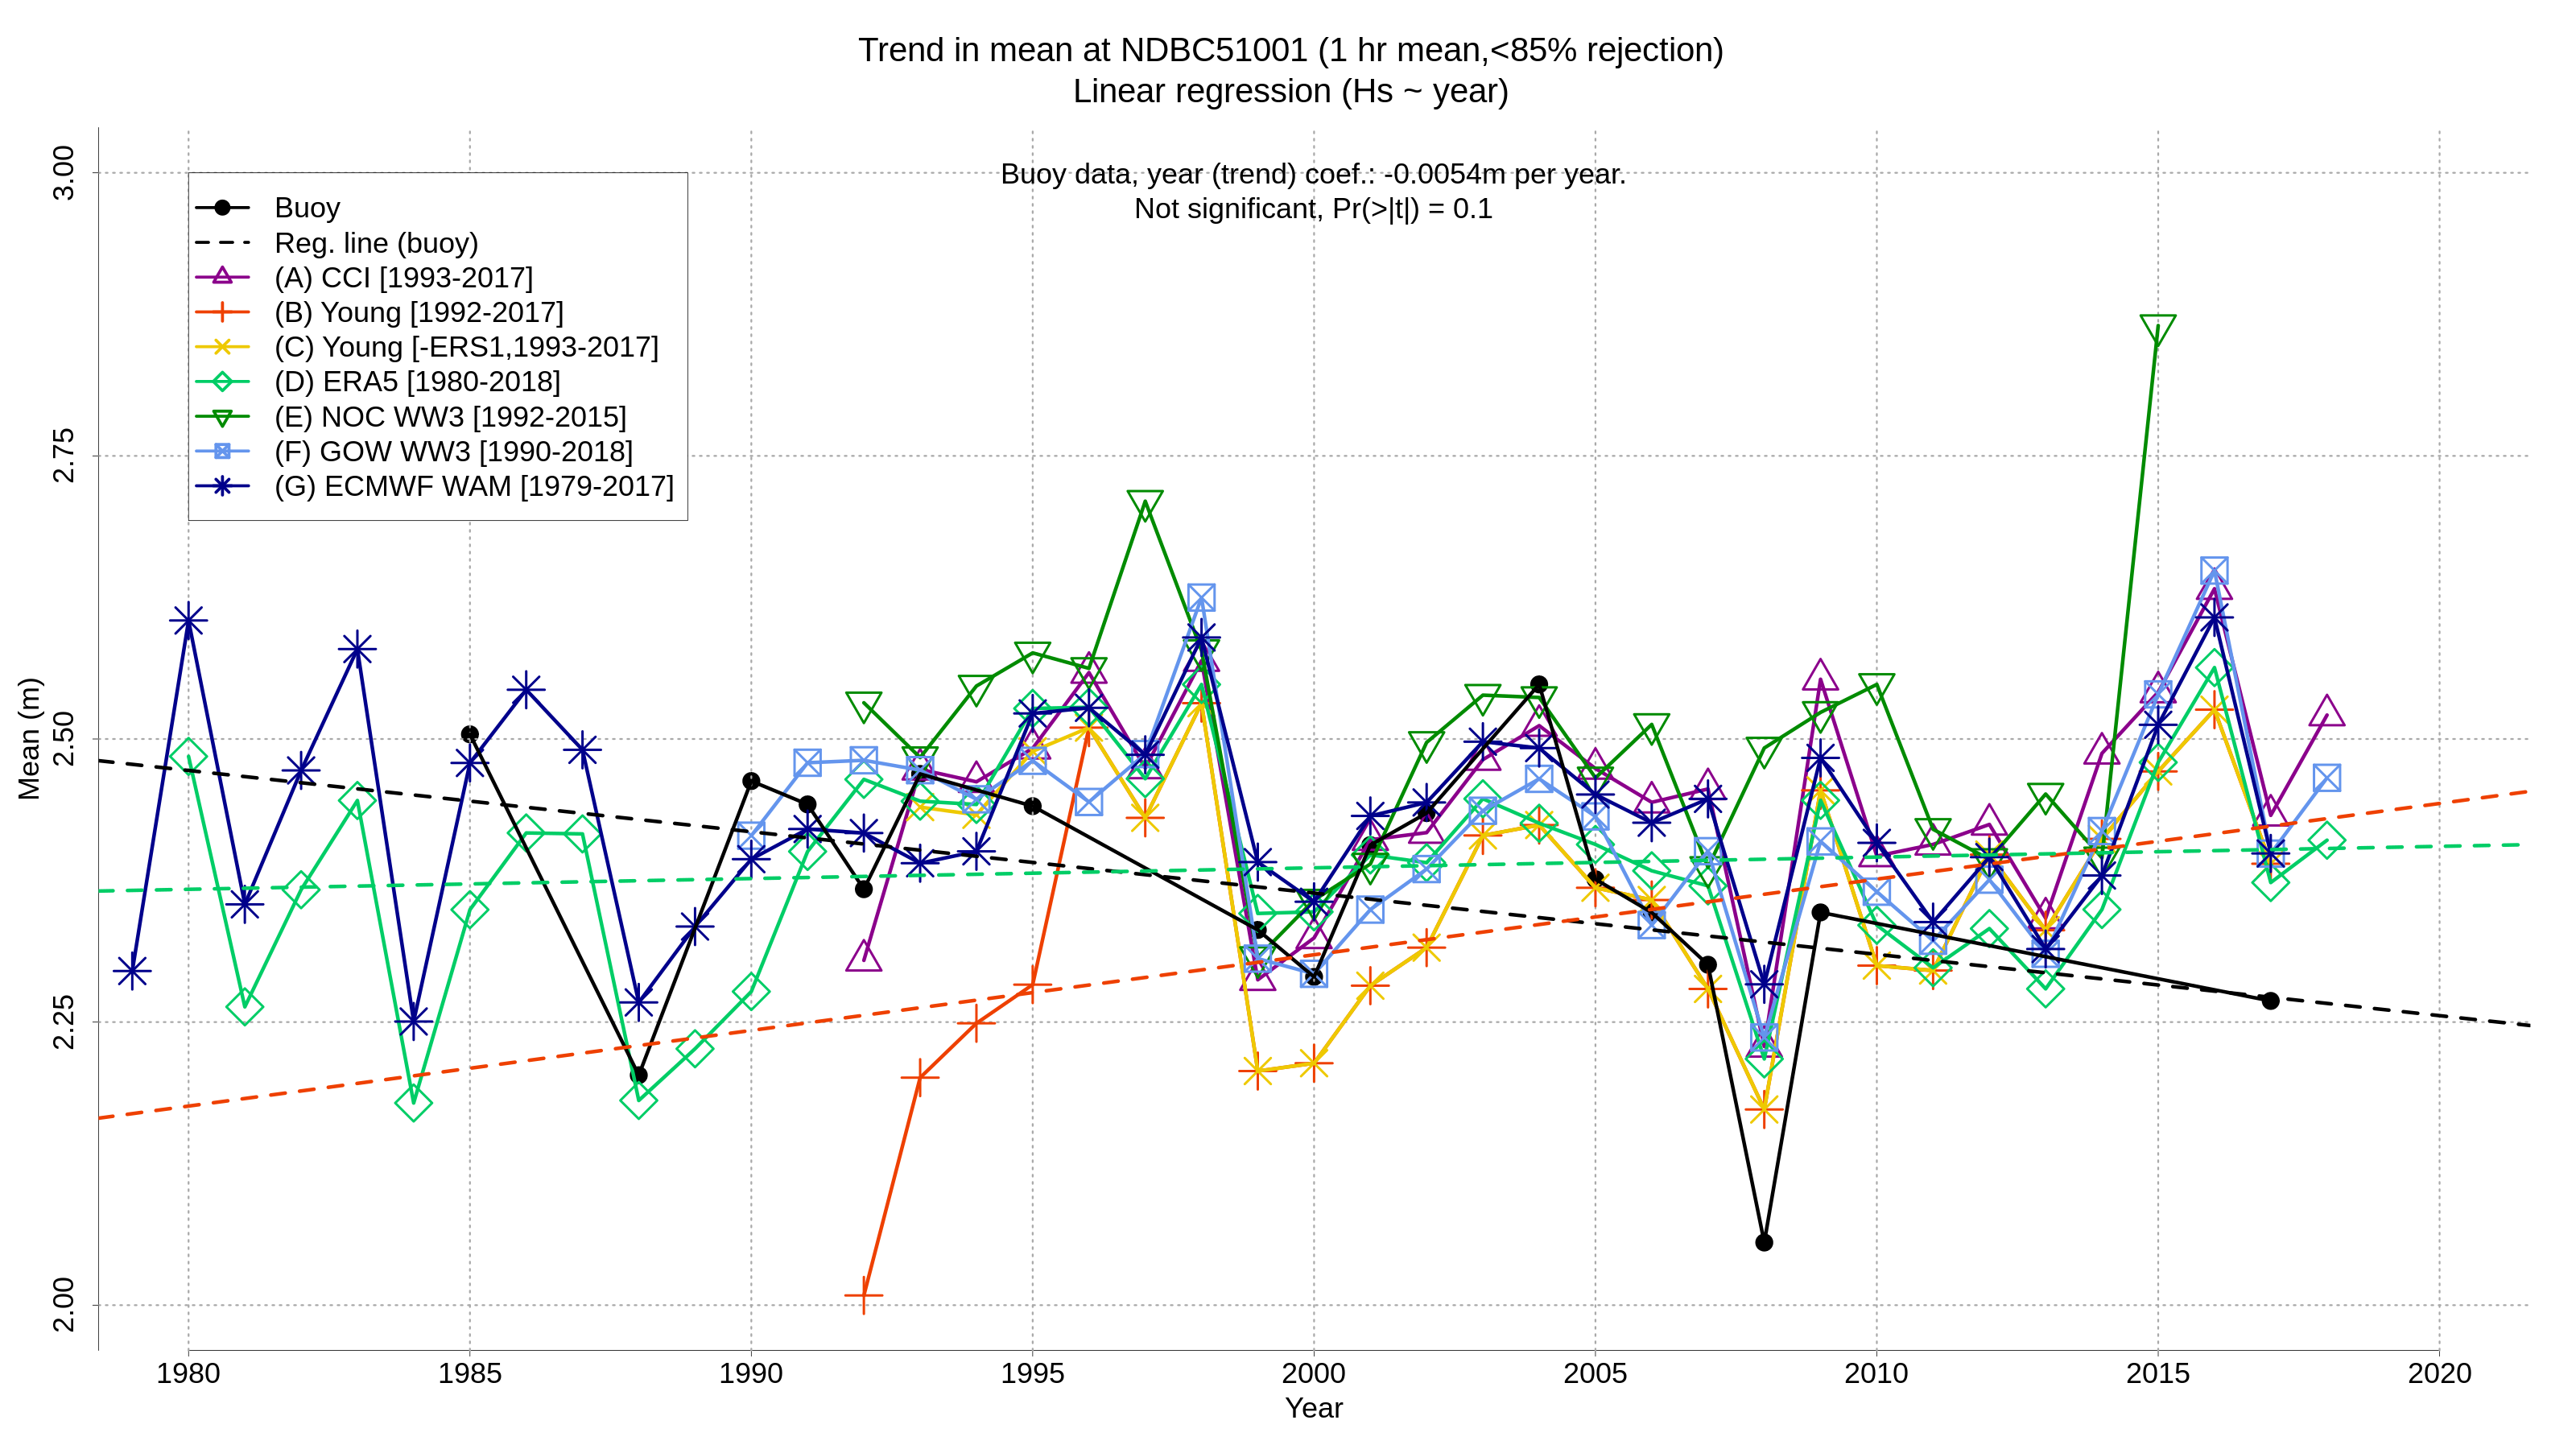 Trend in mean at NDBC51001 (1 hr mean,<85% rejection)
Linear regression (Hs ~ year)
Buoy data, year (trend) coef.: -0.0054m per year.
Not significant, Pr(>|t|) = 0.1
Buoy
Reg. line (buoy)
(A) CCI [1993-2017]
(B) Young [1992-2017]
(C) Young [-ERS1,1993-2017]
(D) ERA5 [1980-2018]
(E) NOC WW3 [1992-2015]
(F) GOW WW3 [1990-2018]
(G) ECMWF WAM [1979-2017]
Mean (m)
3.00
2.75
2.50
2.25
2.00
1980 1985 1990 1995 2000 2005 2010 2015 2020
Year